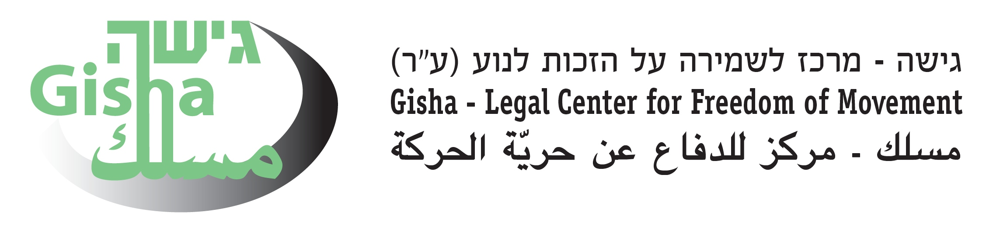 גישה
Gisha
مسلك
גישה - מרכז לשמירה על הזכות לנוע (ע"ר)
Gisha - Legal Center for Freedom of Movement
مسلك - مركز للدفاع عن حريّة الحركة